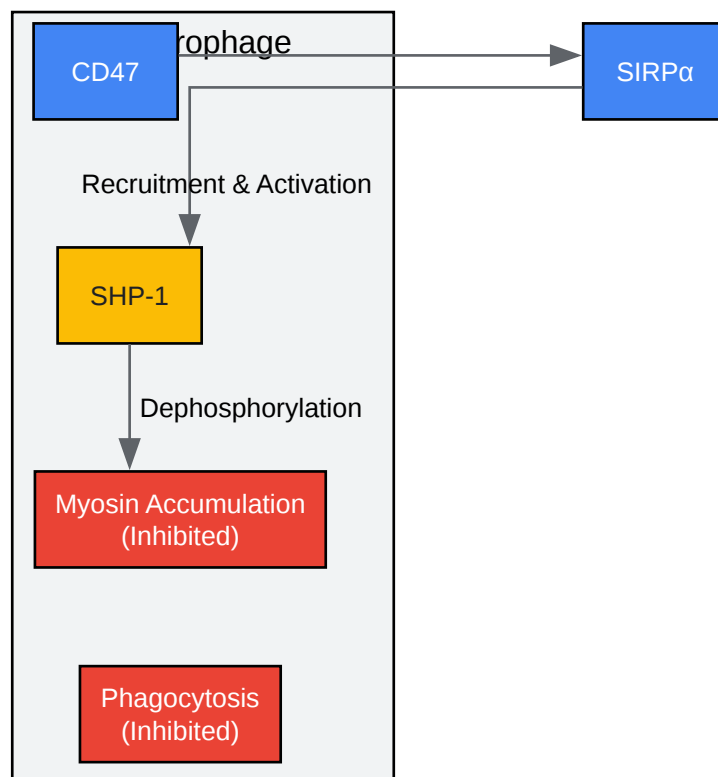 rophage
CD47
SIRPα
Recruitment & Activation
SHP-1
Dephosphorylation
Myosin Accumulation
(Inhibited)
Phagocytosis
(Inhibited)